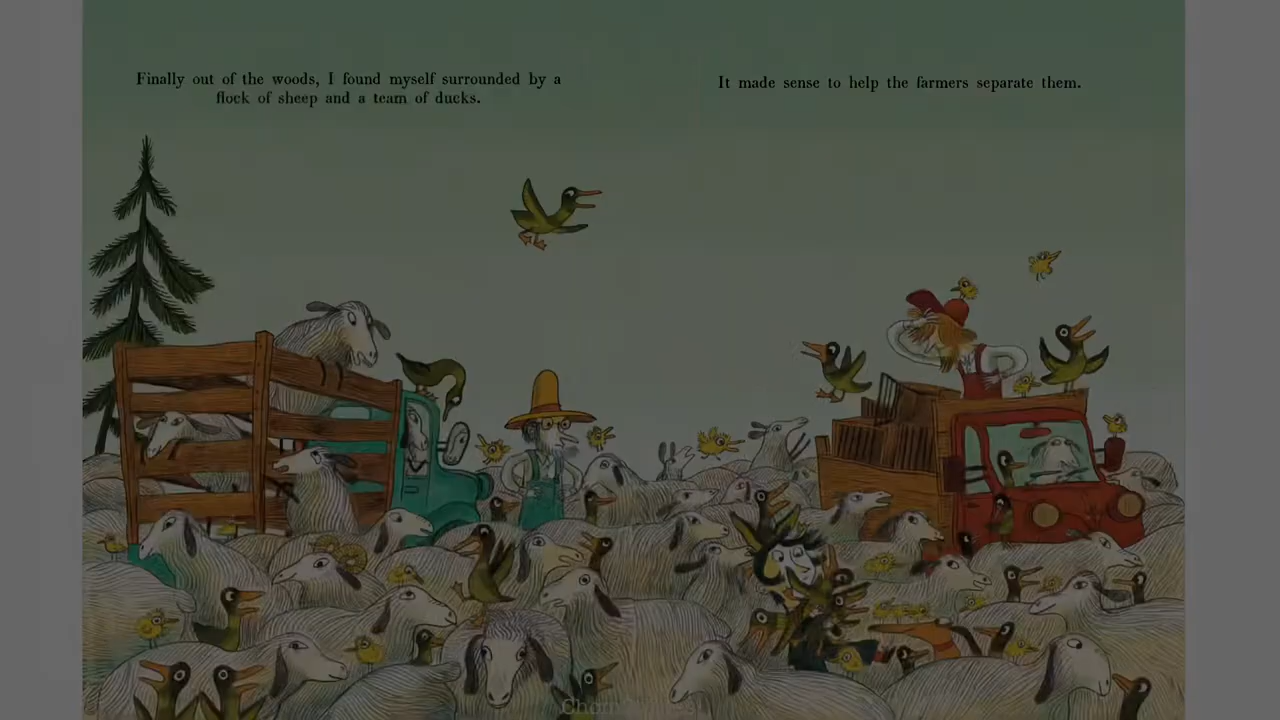 Finally out of the woods, I found myself surrounded by a
flock of sheep and a team of ducks.
It made sense to help the farmers separate them.